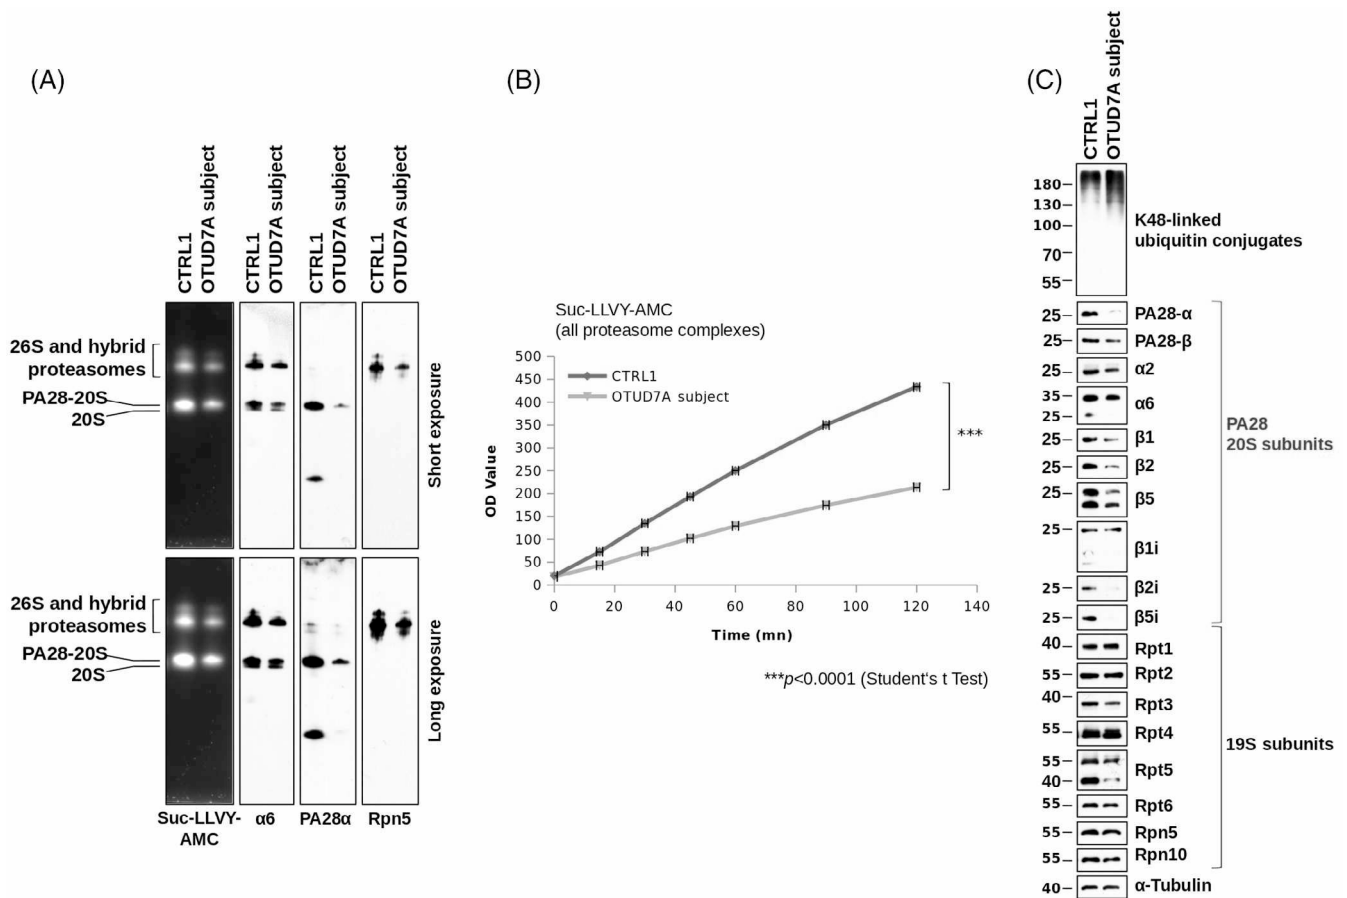 (A)
CTRL1
OTUD7A subject
CTRL1
OTUD7A subject
CTRL1
OTUD7A subject
CTRL1
OTUD7A subject
26S and hybrid
proteasomes
PA28-20S
20S
Short exposure
26S and hybrid
proteasomes
PA28-20S
20S
Long exposure
Suc-LLVY-
AMC
α6
PA28α
Rpn5
(B)
Suc-LLVY-AMC
(all proteasome complexes)
500
450
400
350
300
250
200
150
100
50
0
OD Value
CTRL1
OTUD7A subject
***
0 20 40 60 80 100 120 140
Time (mn)
***p<0.0001 (Student's t Test)
(C)
CTRL1
OTUD7A subject
180
130
100
70
55
K48-linked
ubiquitin conjugates
25 PA28-α
25 PA28-β
25 α2
35
25
α6
25 β1
25 β2
25 β5
25
β1i
25 β2i
25 β5i
PA28
20S subunits
40 Rpt1
55 Rpt2
40
Rpt3
55 Rpt4
55
40
Rpt5
55 Rpt6
55 Rpn5
55 Rpn10
19S subunits
40 α-Tubulin